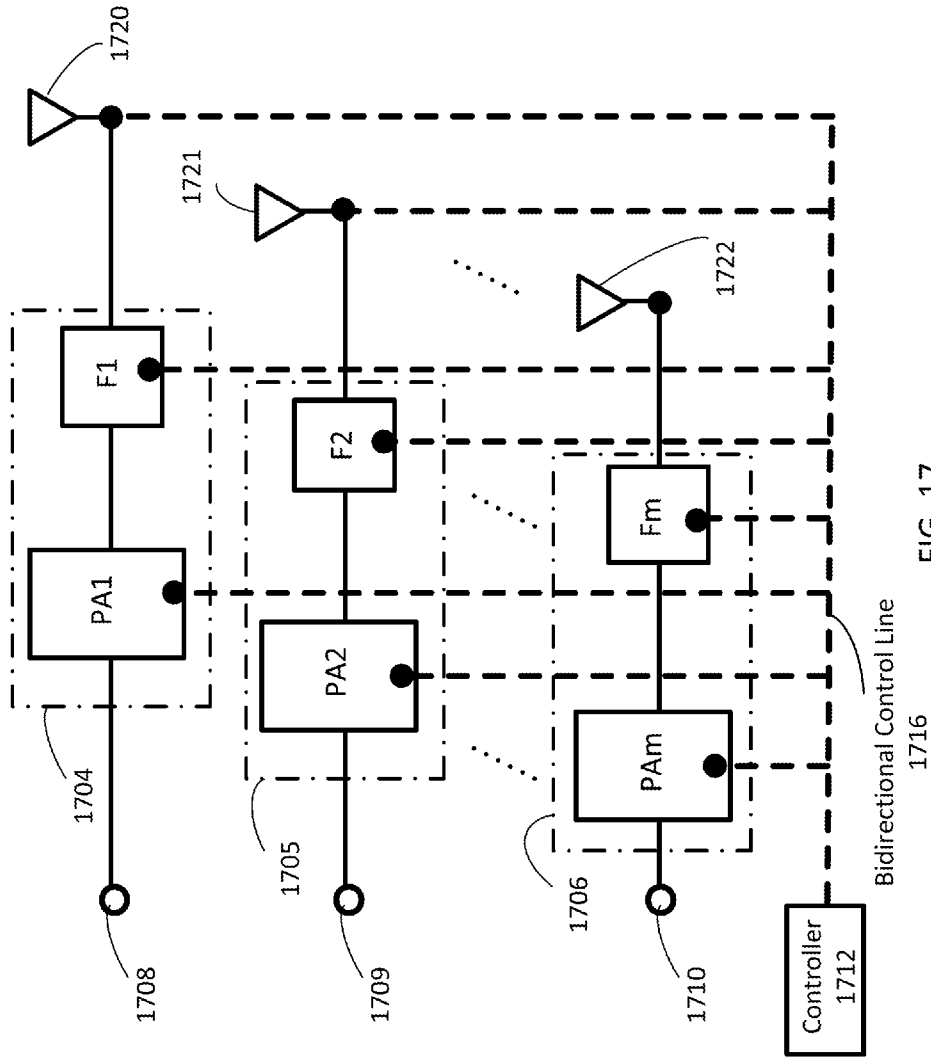 1720
1721
1722
F1
PA1
1704
1708
F2
PA2
1705
1709
Fm
PAm
1706
1710
Bidirectional Control Line
1716
Controller
1712
FIG. 17